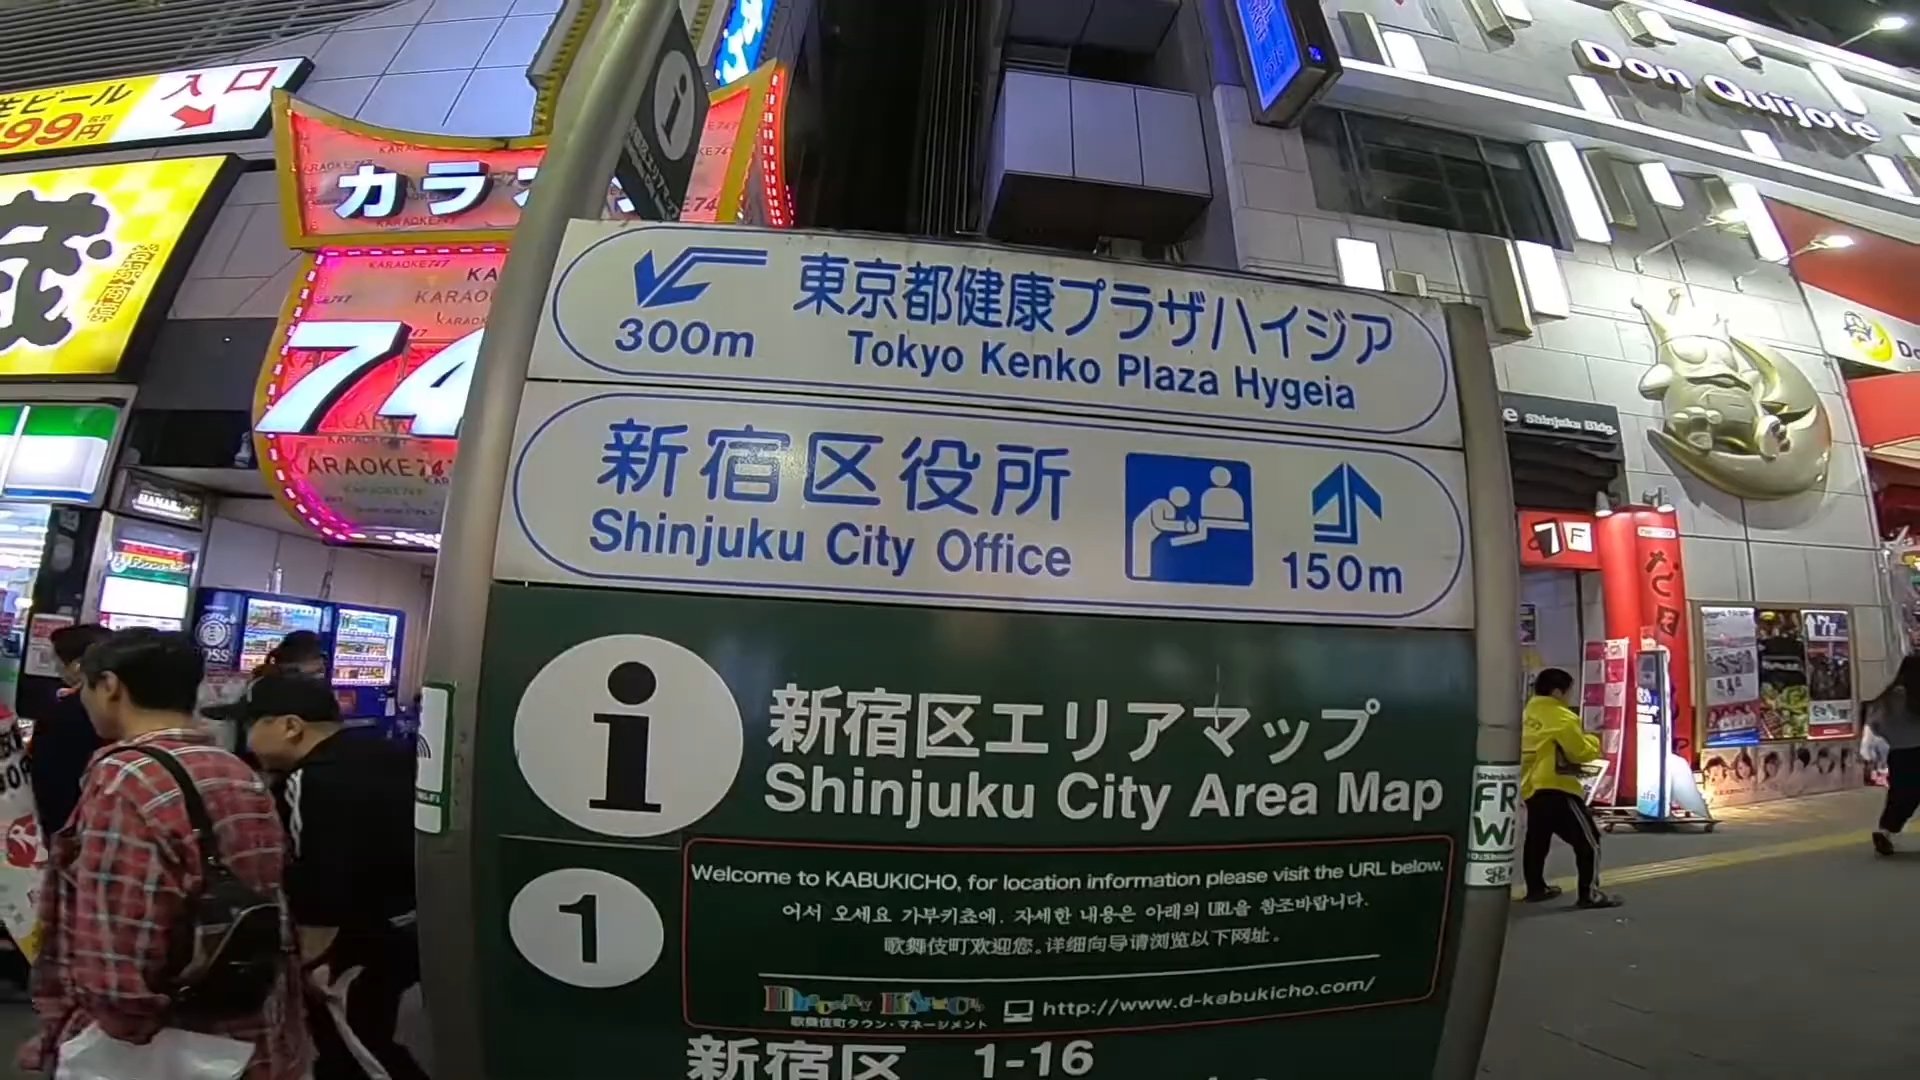 生ビール
199円
入口
カラオ
74
KARAOKE747
Don Quijote
300m
東京都健康プラザハイジア
Tokyo Kenko Plaza Hygeia
新宿区役所
Shinjuku City Office
150m
i
新宿区エリアマップ
Shinjuku City Area Map
1
Welcome to KABUKICHO, for location information please visit the URL below.
어서 오세요 가부키쵸에. 자세한 내용은 아래의 URL을 참조바랍니다.
歌舞伎町欢迎您。详细向导请浏览以下网址。
歌舞伎町タウン・マネージメント
http://www.d-kabukicho.com/
新宿区 1-16
Shinjuku Bldg.
7F
BOSS
Shinjuku
FR
Wi